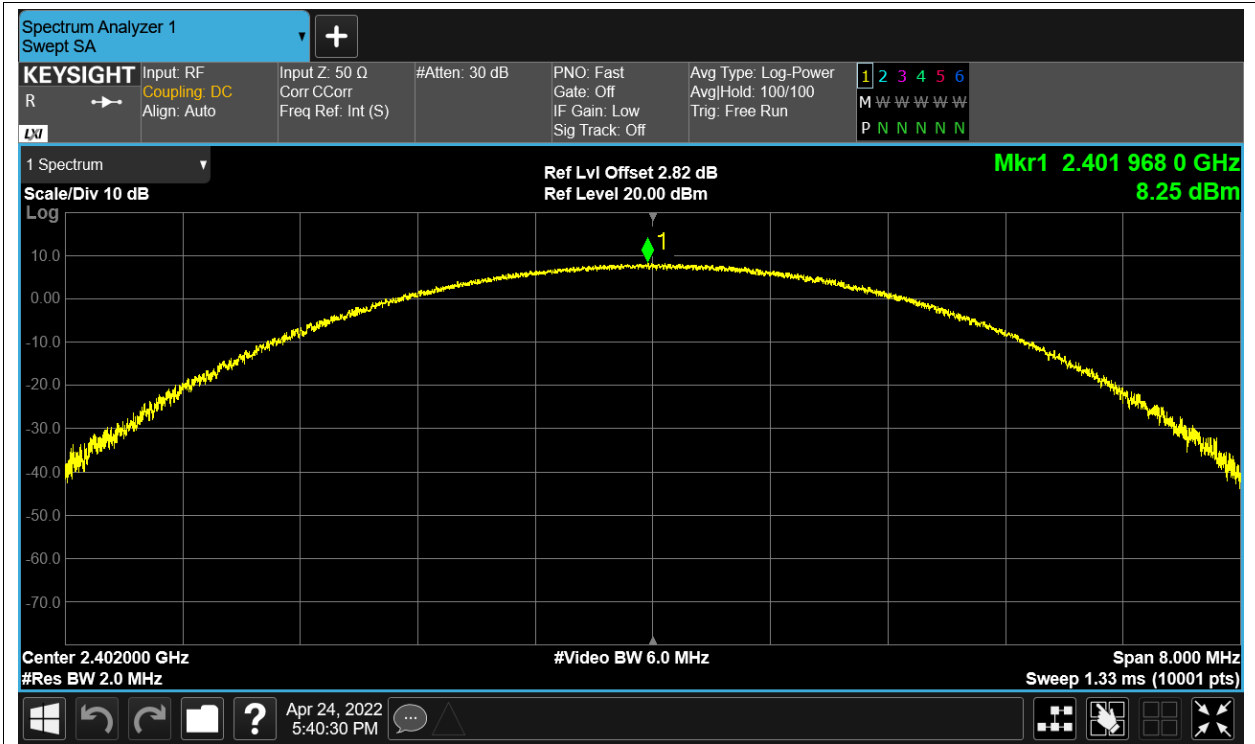 Spectrum Analyzer 1
Swept SA
+
KEYSIGHT
R
LXI
Input: RF
Coupling: DC
Align: Auto
Input Z: 50 Ω
Corr CCorr
Freq Ref: Int (S)
#Atten: 30 dB
PNO: Fast
Gate: Off
IF Gain: Low
Sig Track: Off
Avg Type: Log-Power
Avg|Hold: 100/100
Trig: Free Run
1 2 3 4 5 6
M W W W W W
P N N N N N
1 Spectrum
Scale/Div 10 dB
Log
Ref Lvl Offset 2.82 dB
Ref Level 20.00 dBm
Mkr1 2.401 968 0 GHz
8.25 dBm
1
10.0
0.00
-10.0
-20.0
-30.0
-40.0
-50.0
-60.0
-70.0
Center 2.402000 GHz
#Video BW 6.0 MHz
Span 8.000 MHz
#Res BW 2.0 MHz
Sweep 1.33 ms (10001 pts)
?
Apr 24, 2022
5:40:30 PM